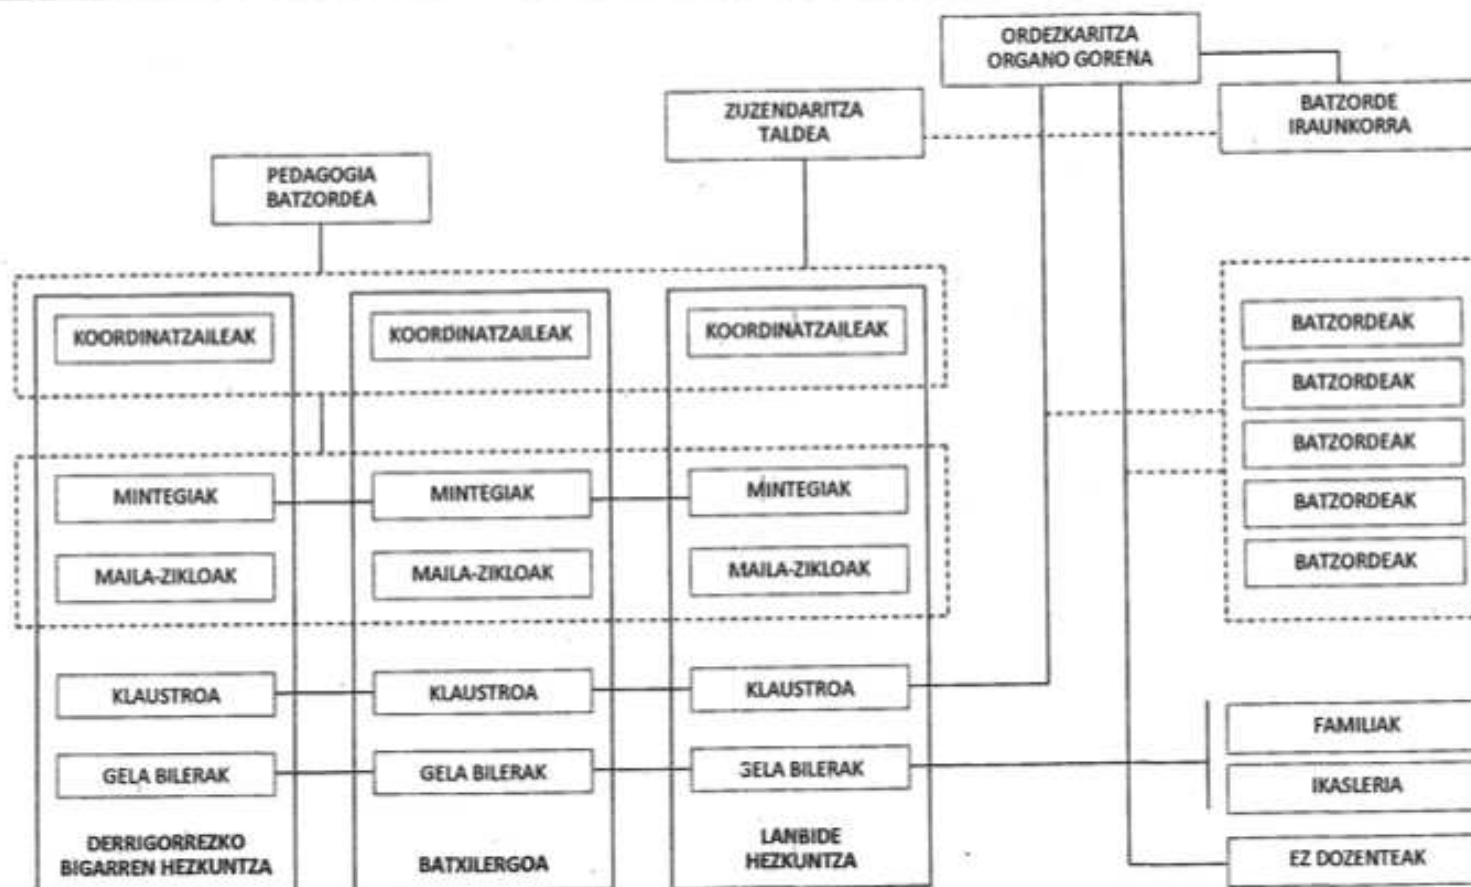 ORDEZKARITZA
ORGANO GORENA
ZUZENDARITZA
TALDEA
BATZORDE
IRAUNKORRA
PEDAGOGIA
BATZORDEA
KOORDINATZAILEAK
KOORDINATZAILEAK
KOORDINATZAILEAK
BATZORDEAK
BATZORDEAK
BATZORDEAK
BATZORDEAK
BATZORDEAK
MINTEGIAK
MINTEGIAK
MINTEGIAK
MAILA-ZIKLOAK
MAILA-ZIKLOAK
MAILA-ZIKLOAK
KLAUSTROA
KLAUSTROA
KLAUSTROA
GELA BILERAK
GELA BILERAK
GELA BILERAK
FAMILIAK
IKASLERIA
EZ DOZENTEAK
DERRIGORREZKO
BIGARREN HEZKUNTZA
BATXILERGOA
LANBIDE
HEZKUNTZA